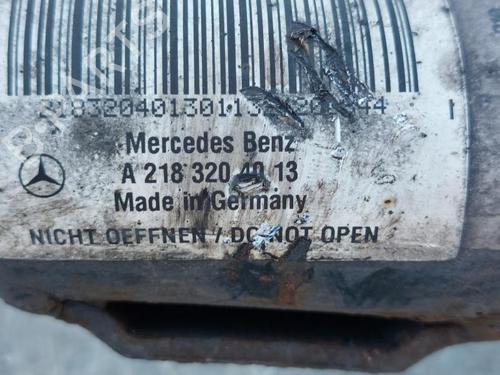 Mercedes Benz
A 218 320 40 13
Made in Germany
NICHT OEFFNEN / DO NOT OPEN